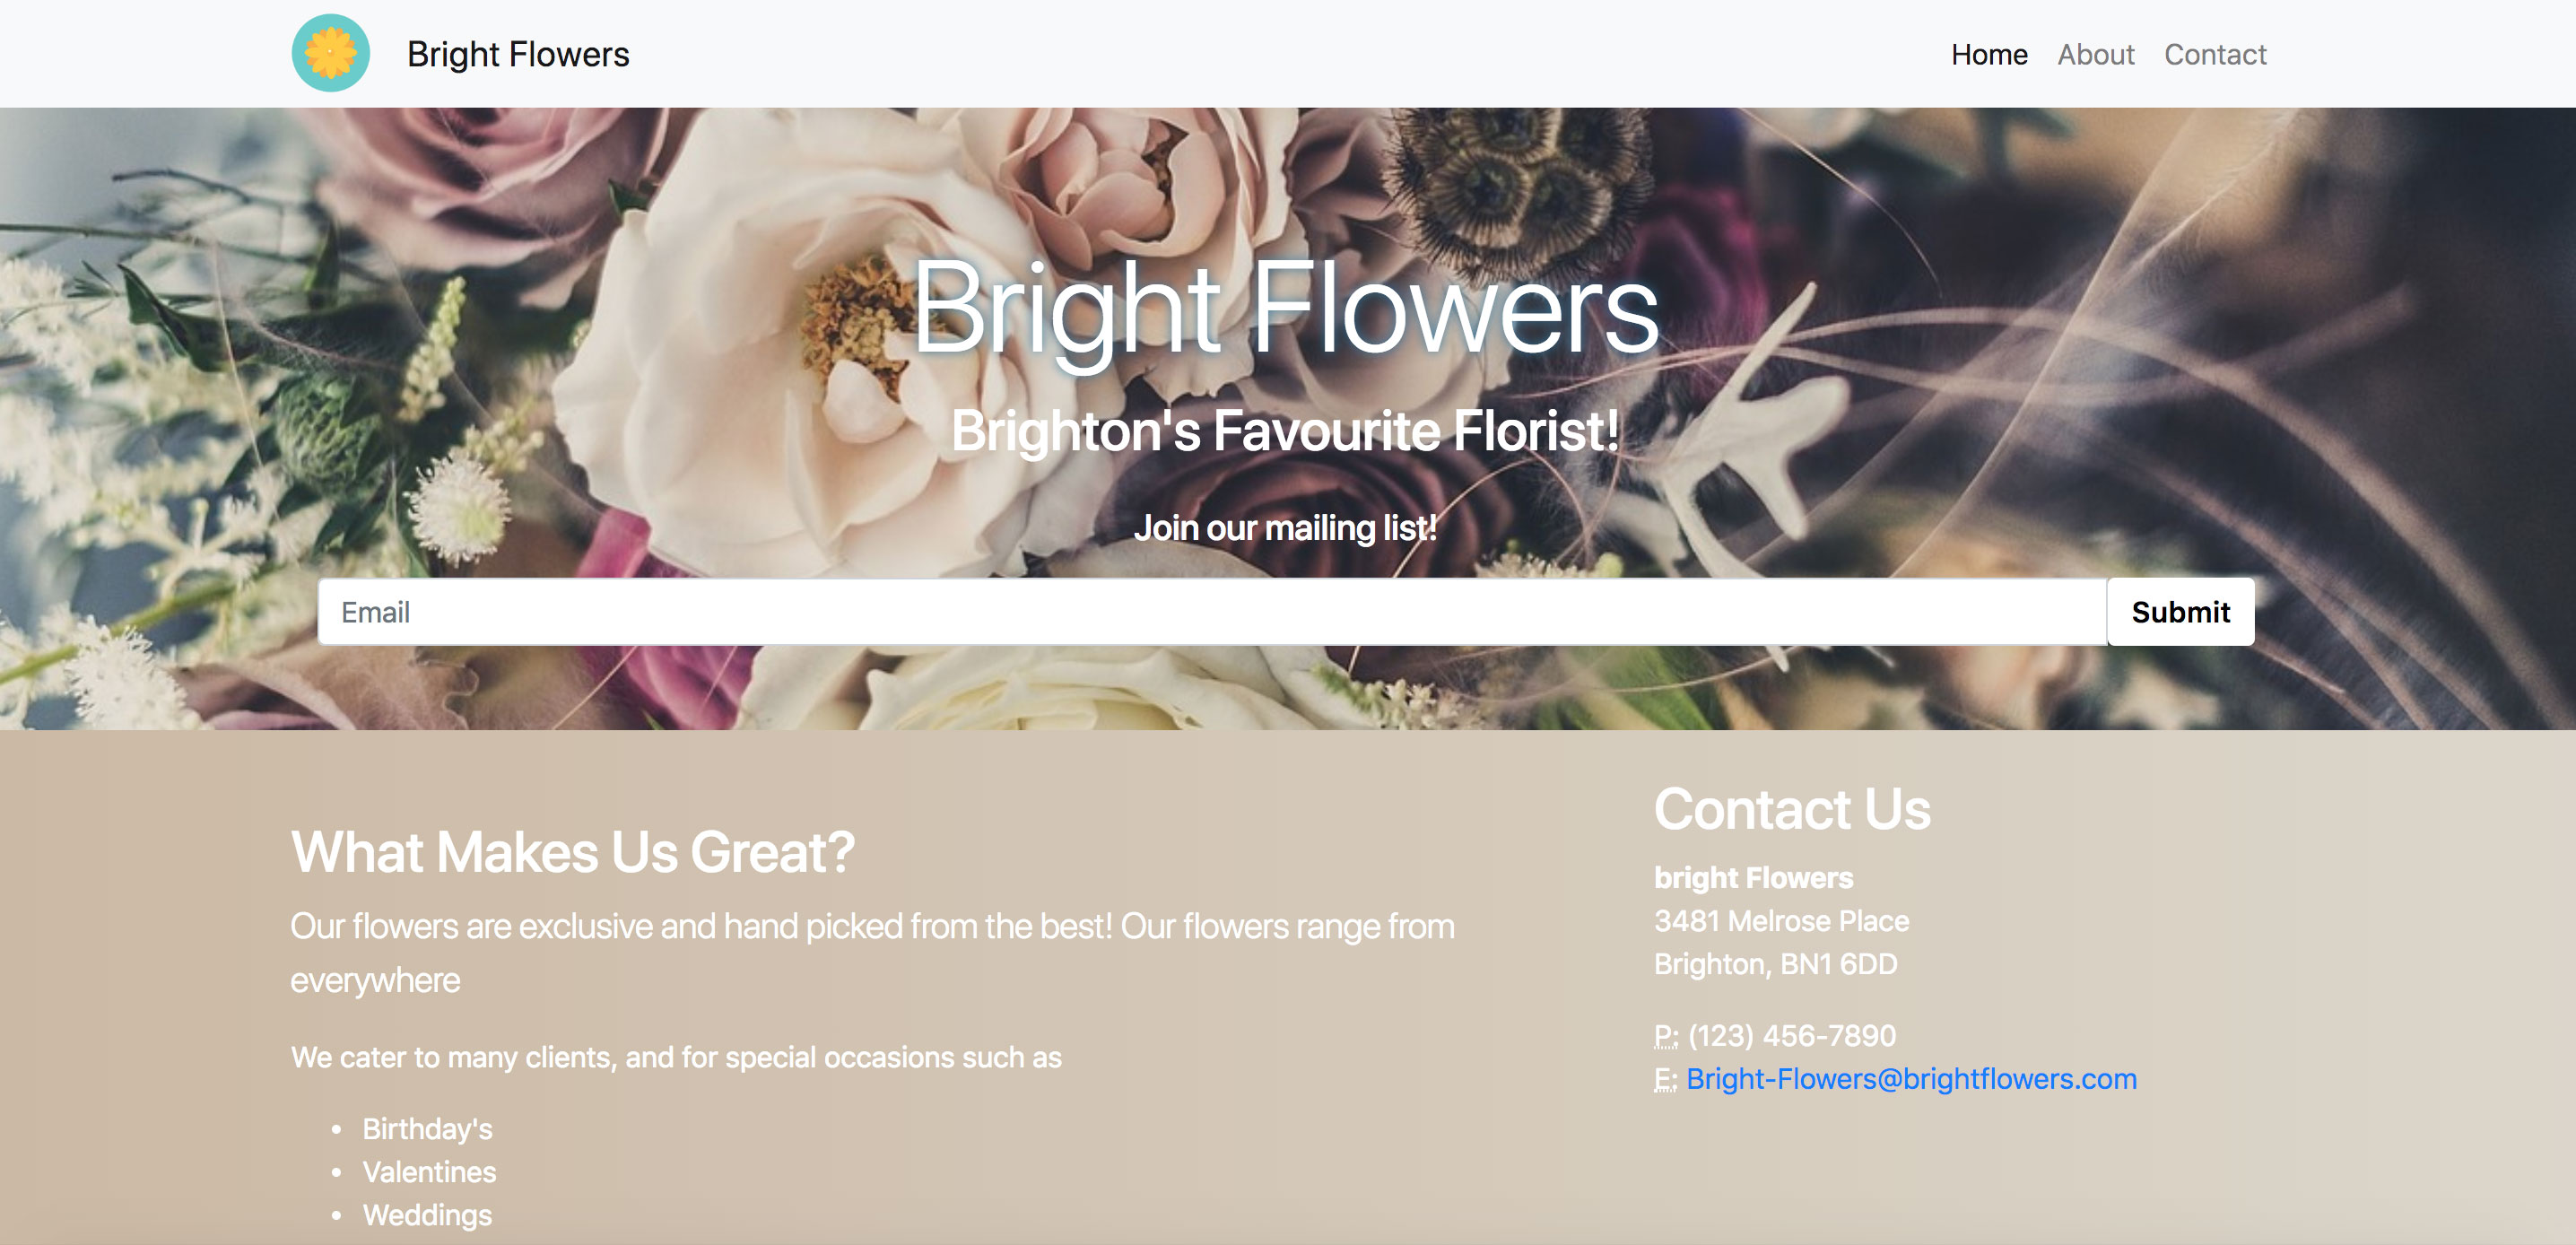 Bright Flowers
Home About Contact
Bright Flowers
Brighton's Favourite Florist!
Join our mailing list!
Email
Submit
What Makes Us Great?
Our flowers are exclusive and hand picked from the best! Our flowers range from
everywhere
We cater to many clients, and for special occasions such as
Birthday's
Valentines
Weddings
Contact Us
bright Flowers
3481 Melrose Place
Brighton, BN1 6DD
P: (123) 456-7890
E: Bright-Flowers@brightflowers.com